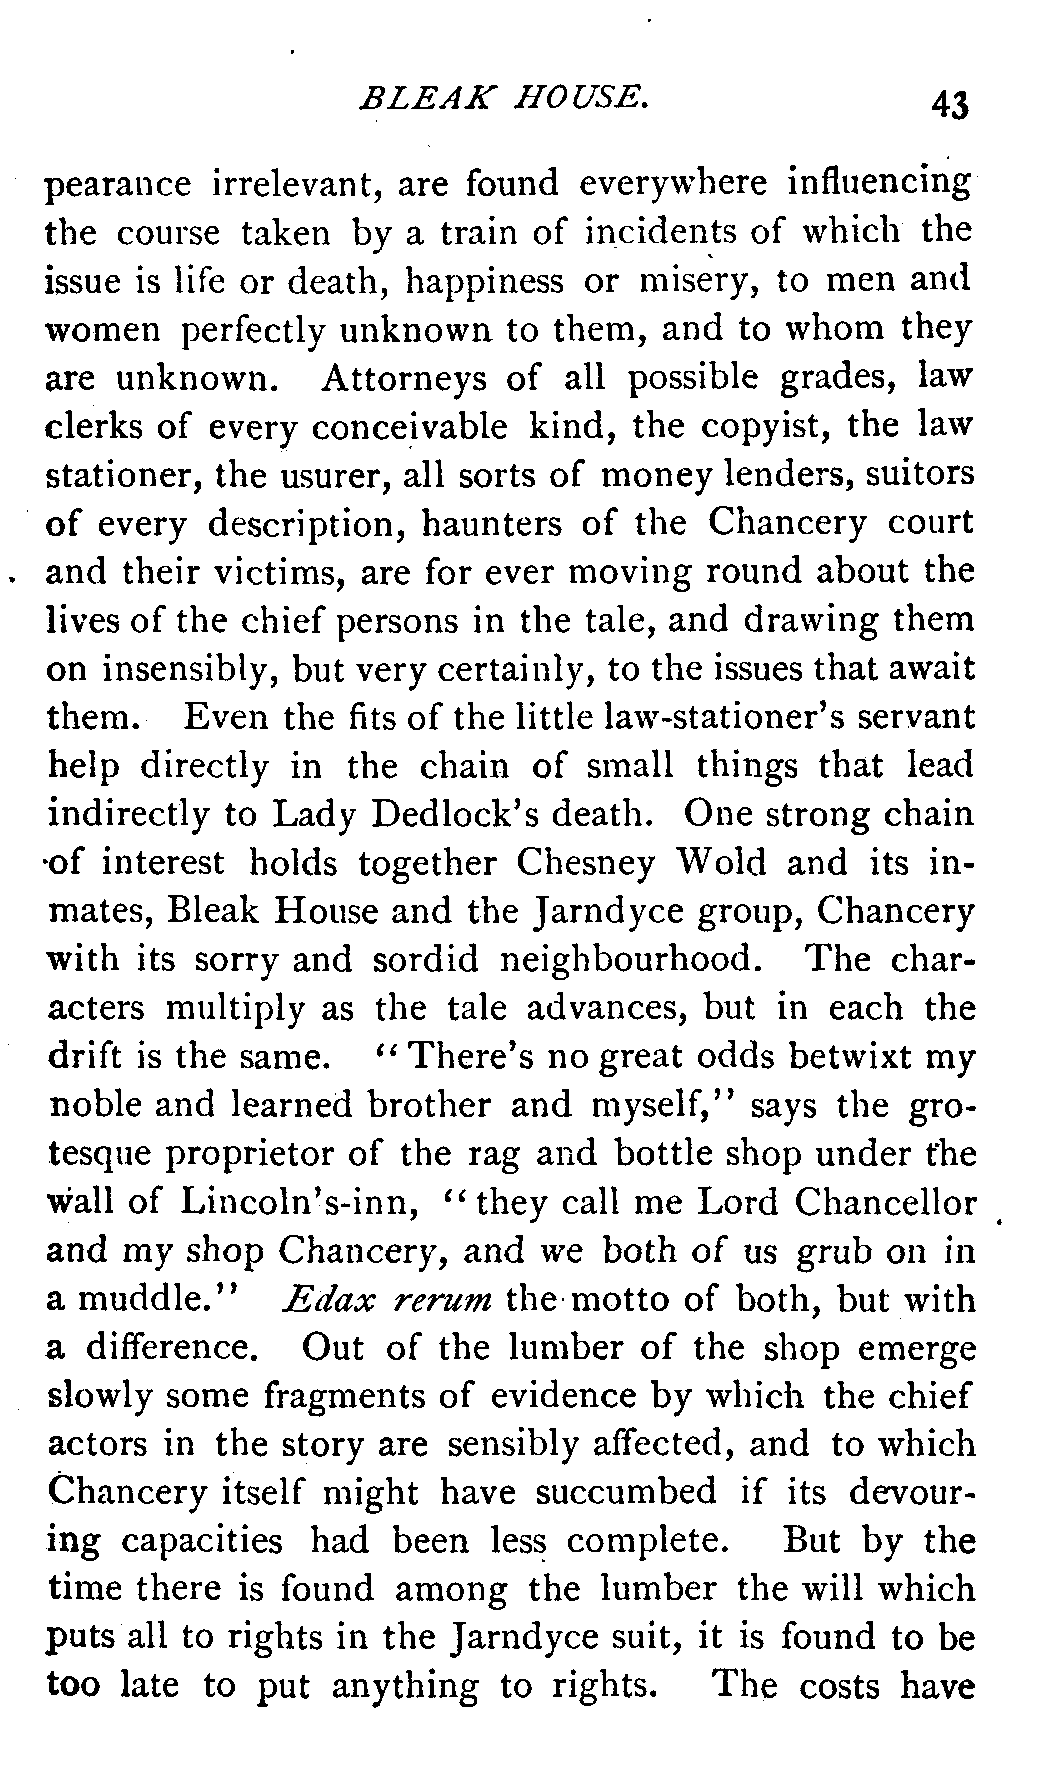 BLEAK HOUSE. 43
pearance irrelevant, are found everywhere influencing
the course taken by a train of incidents of which the
issue is life or death, happiness or misery, to men and
women perfectly unknown to them, and to whom they
are unknown. Attorneys of all possible grades, law
clerks of every conceivable kind, the copyist, the law
stationer, the usurer, all sorts of money lenders, suitors
of every description, haunters of the Chancery court
and their victims, are for ever moving round about the
lives of the chief persons in the tale, and drawing them
on insensibly, but very certainly, to the issues that await
them. Even the fits of the little law-stationer's servant
help directly in the chain of small things that lead
indirectly to Lady Dedlock's death. One strong chain
of interest holds together Chesney Wold and its in-
mates, Bleak House and the Jarndyce group, Chancery
with its sorry and sordid neighbourhood. The char-
acters multiply as the tale advances, but in each the
drift is the same. "There's no great odds betwixt my
noble and learned brother and myself," says the gro-
tesque proprietor of the rag and bottle shop under the
wall of Lincoln's-inn, "they call me Lord Chancellor
and my shop Chancery, and we both of us grub on in
a muddle." Edax rerum the motto of both, but with
a difference. Out of the lumber of the shop emerge
slowly some fragments of evidence by which the chief
actors in the story are sensibly affected, and to which
Chancery itself might have succumbed if its devour-
ing capacities had been less complete. But by the
time there is found among the lumber the will which
puts all to rights in the Jarndyce suit, it is found to be
too late to put anything to rights. The costs have